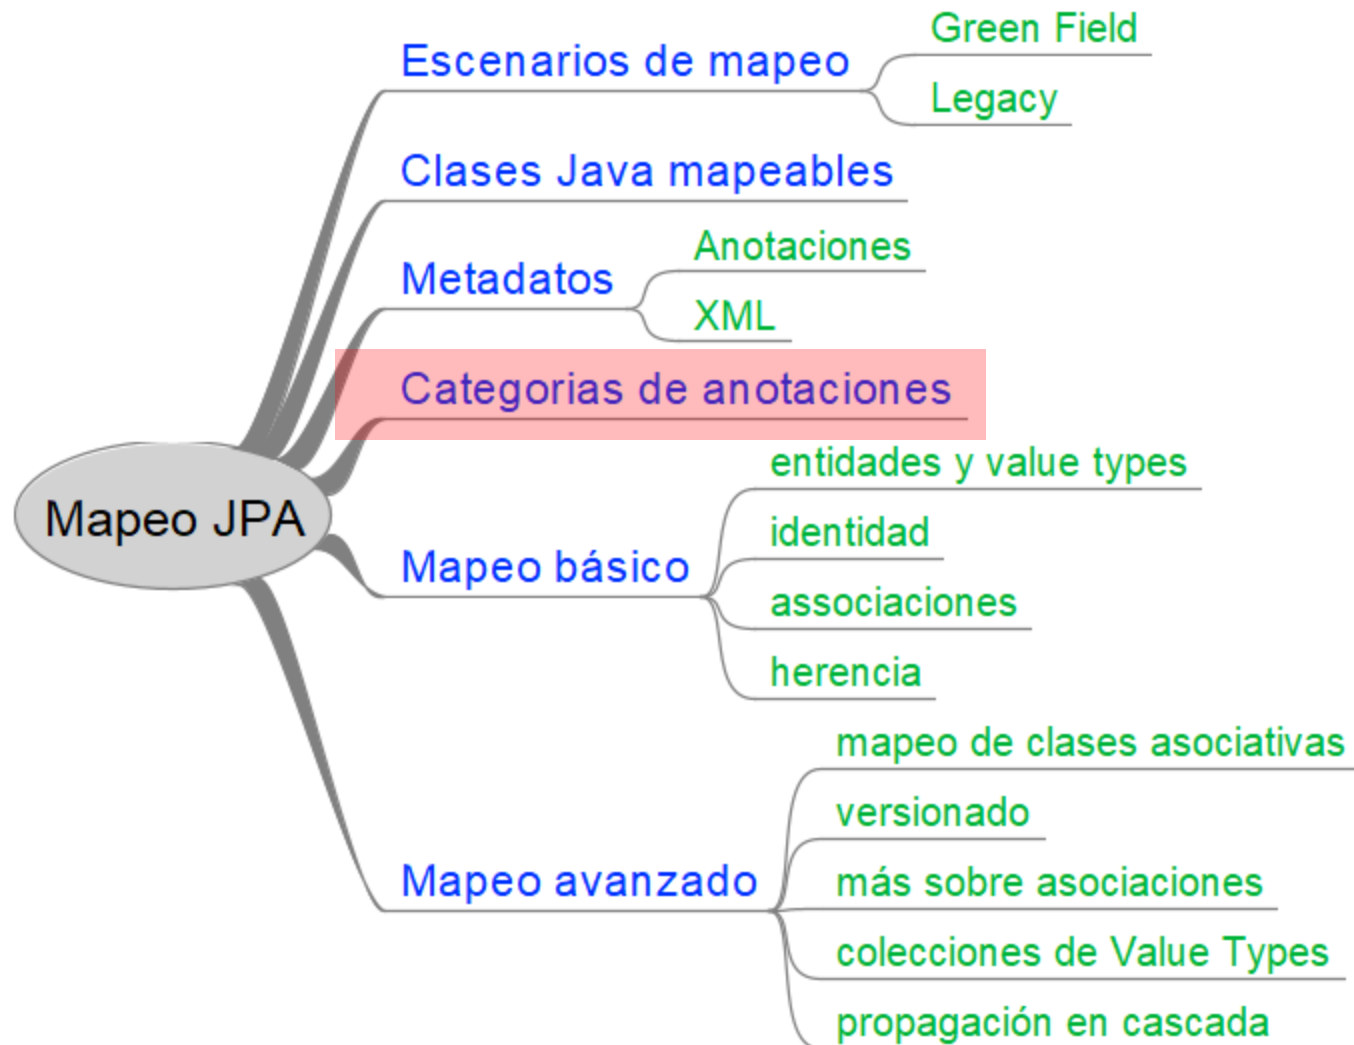 Mapeo JPA
Escenarios de mapeo
Green Field
Legacy
Clases Java mapeables
Metadatos
Anotaciones
XML
Categorias de anotaciones
Mapeo básico
entidades y value types
identidad
associaciones
herencia
Mapeo avanzado
mapeo de clases asociativas
versionado
más sobre asociaciones
colecciones de Value Types
propagación en cascada